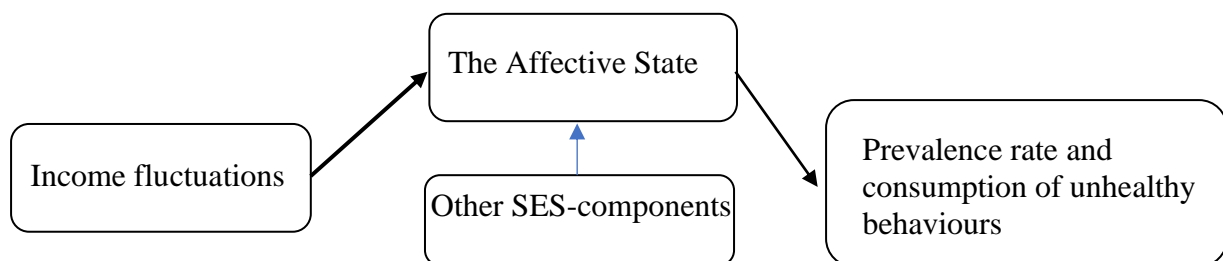 The Affective State
Income fluctuations
Other SES-components
Prevalence rate and
consumption of unhealthy
behaviours